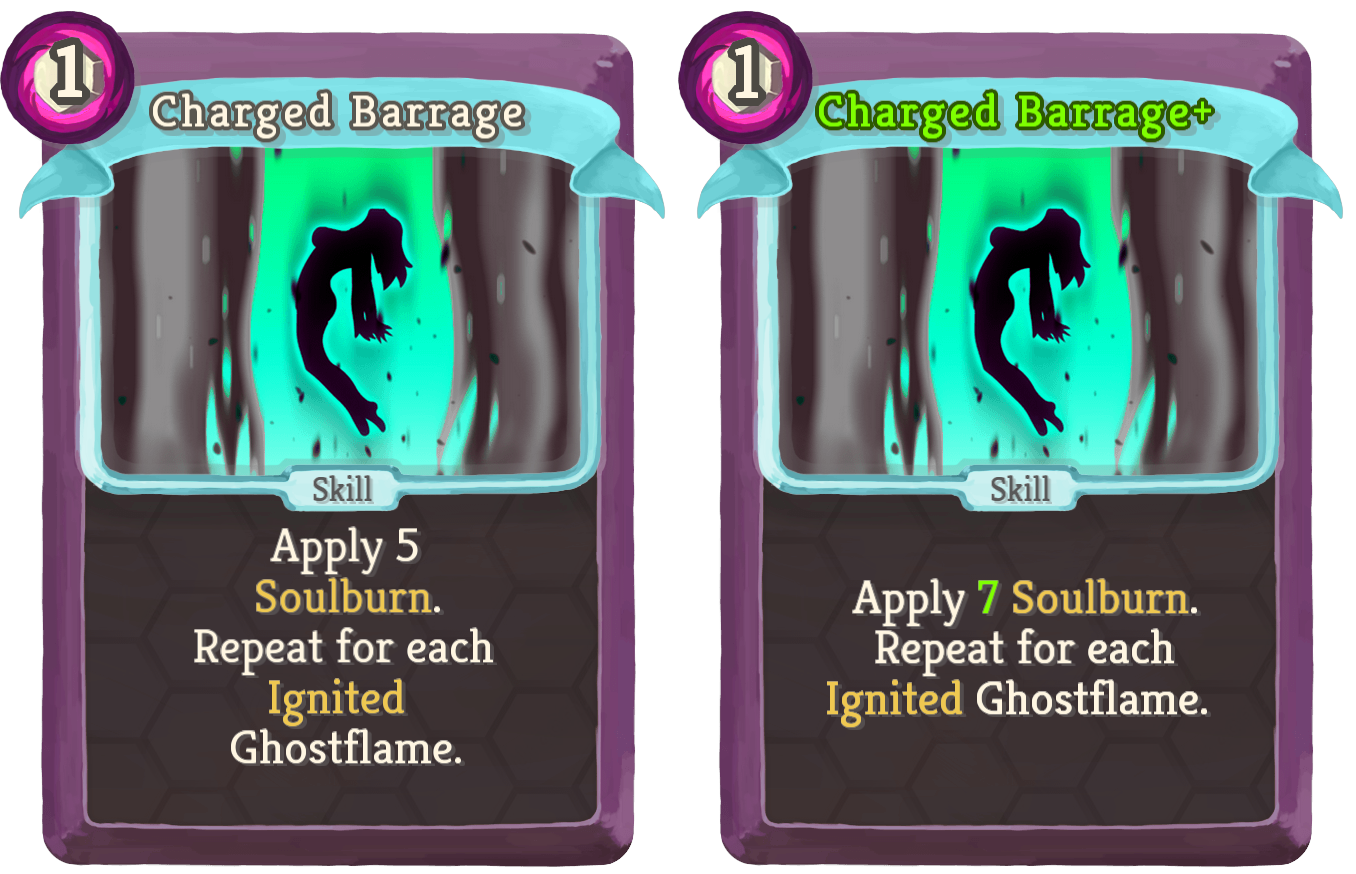 1
Charged Barrage
Skill
Apply 5
Soulburn.
Repeat for each
Ignited
Ghostflame.
1
Charged Barrage+
Skill
Apply 7 Soulburn.
Repeat for each
Ignited Ghostflame.